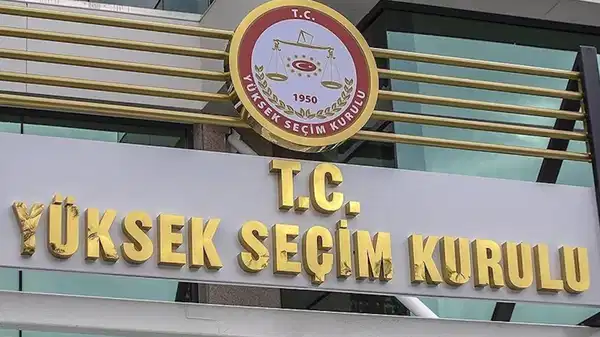 T.C.
1950
YÜKSEK SEÇİM KURULU
T.C.
YÜKSEK SEÇİM KURULU